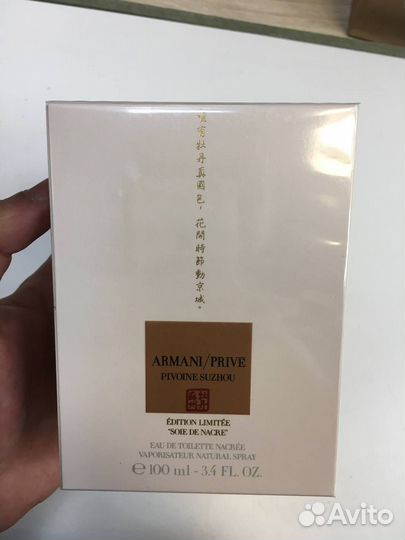 唯有牡丹真國色，花開時節動京城。
ARMANI/PRIVE
PIVOINE SUZHOU
ÉDITION LIMITÉE
"SOIE DE NACRE"
EAU DE TOILETTE NACRÉE
VAPORISATEUR NATURAL SPRAY
℮ 100 ml - 3.4 FL. OZ.
Avito